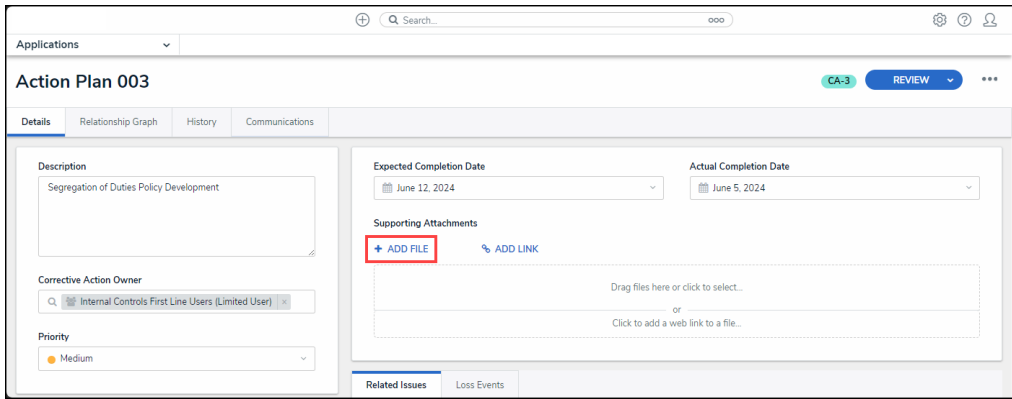 Search...
Applications
Action Plan 003
CA-3
REVIEW
Details
Relationship Graph
History
Communications
Description
Segregation of Duties Policy Development
Corrective Action Owner
Internal Controls First Line Users (Limited User)
Priority
Medium
Expected Completion Date
Actual Completion Date
June 12, 2024
June 5, 2024
Supporting Attachments
+ ADD FILE
ADD LINK
Drag files here or click to select...
or
Click to add a web link to a file...
Related Issues
Loss Events